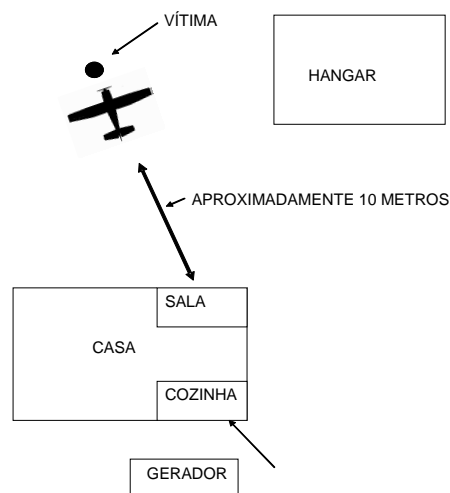 VÍTIMA
HANGAR
APROXIMADAMENTE 10 METROS
SALA
CASA
COZINHA
GERADOR